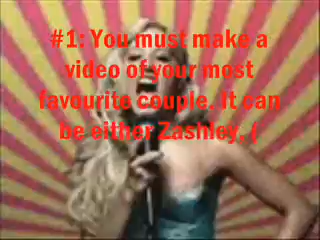 #1: You must make a
video of your most
favourite couple. It can
be either Zashley, (